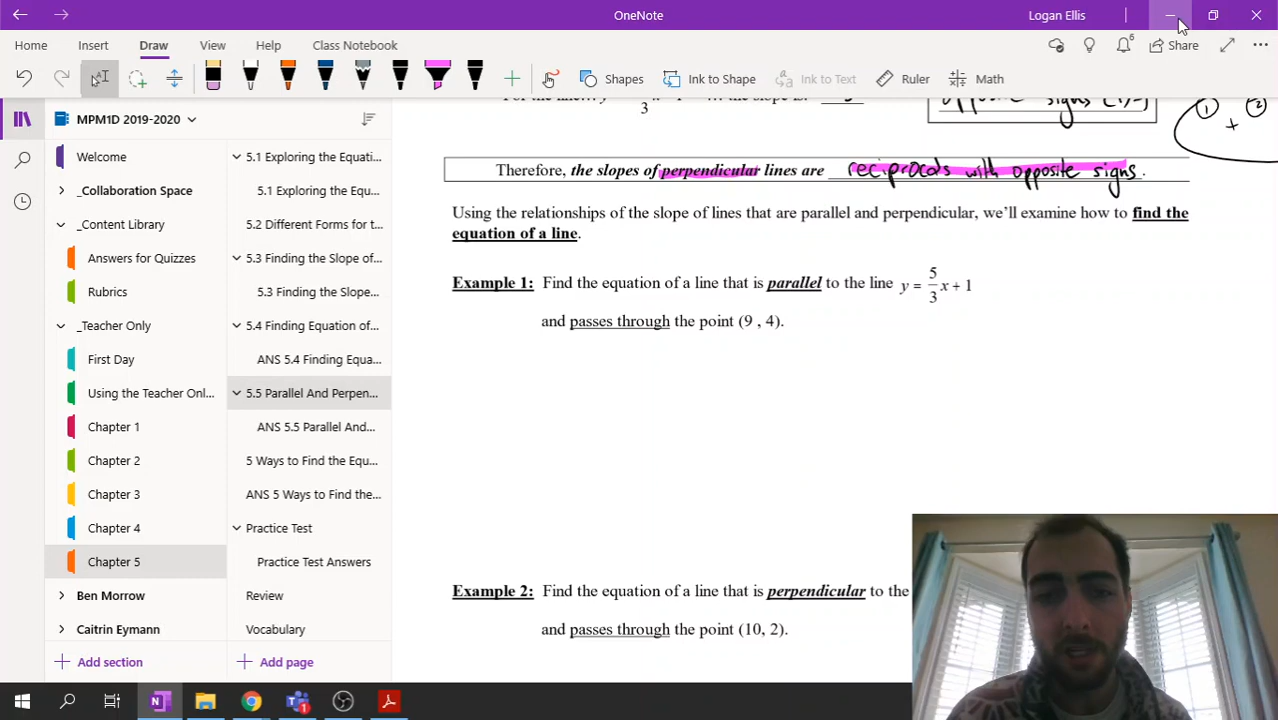 OneNote
Logan Ellis
Home Insert Draw View Help Class Notebook
6
Share
Shapes Ink to Shape Ink to Text Ruler Math
MPM1D 2019-2020
Welcome
_Collaboration Space
_Content Library
Answers for Quizzes
Rubrics
_Teacher Only
First Day
Using the Teacher Onl...
Chapter 1
Chapter 2
Chapter 3
Chapter 4
Chapter 5
Ben Morrow
Caitrin Eymann
Add section
5.1 Exploring the Equati...
5.1 Exploring the Equ...
5.2 Different Forms for t...
5.3 Finding the Slope of...
5.3 Finding the Slope...
5.4 Finding Equation of...
ANS 5.4 Finding Equa...
5.5 Parallel And Perpen...
ANS 5.5 Parallel And...
5 Ways to Find the Equ...
ANS 5 Ways to Find the...
Practice Test
Practice Test Answers
Review
Vocabulary
Add page
opposite signs (+/-)
① ②
+
Therefore, the slopes of perpendicular lines are reciprocals with opposite signs.
Using the relationships of the slope of lines that are parallel and perpendicular, we'll examine how to find the
equation of a line.
Example 1: Find the equation of a line that is parallel to the line y = 5/3 x + 1
and passes through the point (9 , 4).
Example 2: Find the equation of a line that is perpendicular to the
and passes through the point (10, 2).
1